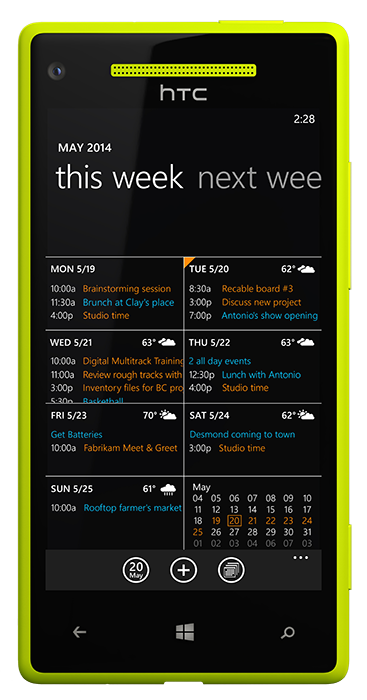 hTC
2:28
MAY 2014
this week next wee
MON 5/19
10:00a Brainstorming session
11:30a Brunch at Clay's place
4:00p Studio time
TUE 5/20 62°
8:30a Recable board #3
3:00p Discuss new project
7:00p Antonio's show opening
WED 5/21 63°
10:00a Digital Multitrack Training
11:00a Review rough tracks with
3:00p Inventory files for BC pro
5:30p Basketball
THU 5/22 63°
2 all day events
12:30p Lunch with Antonio
4:00p Studio time
FRI 5/23 70°
Get Batteries
10:00a Fabrikam Meet & Greet
SAT 5/24 62°
Desmond coming to town
3:00p Studio time
SUN 5/25 61°
10:00a Rooftop farmer's market
May
04 05 06 07 08 09 10
11 12 13 14 15 16 17
18 19 20 21 22 23 24
25 26 27 28 29 30 31
01 02 03 04 05 06 07
20
May